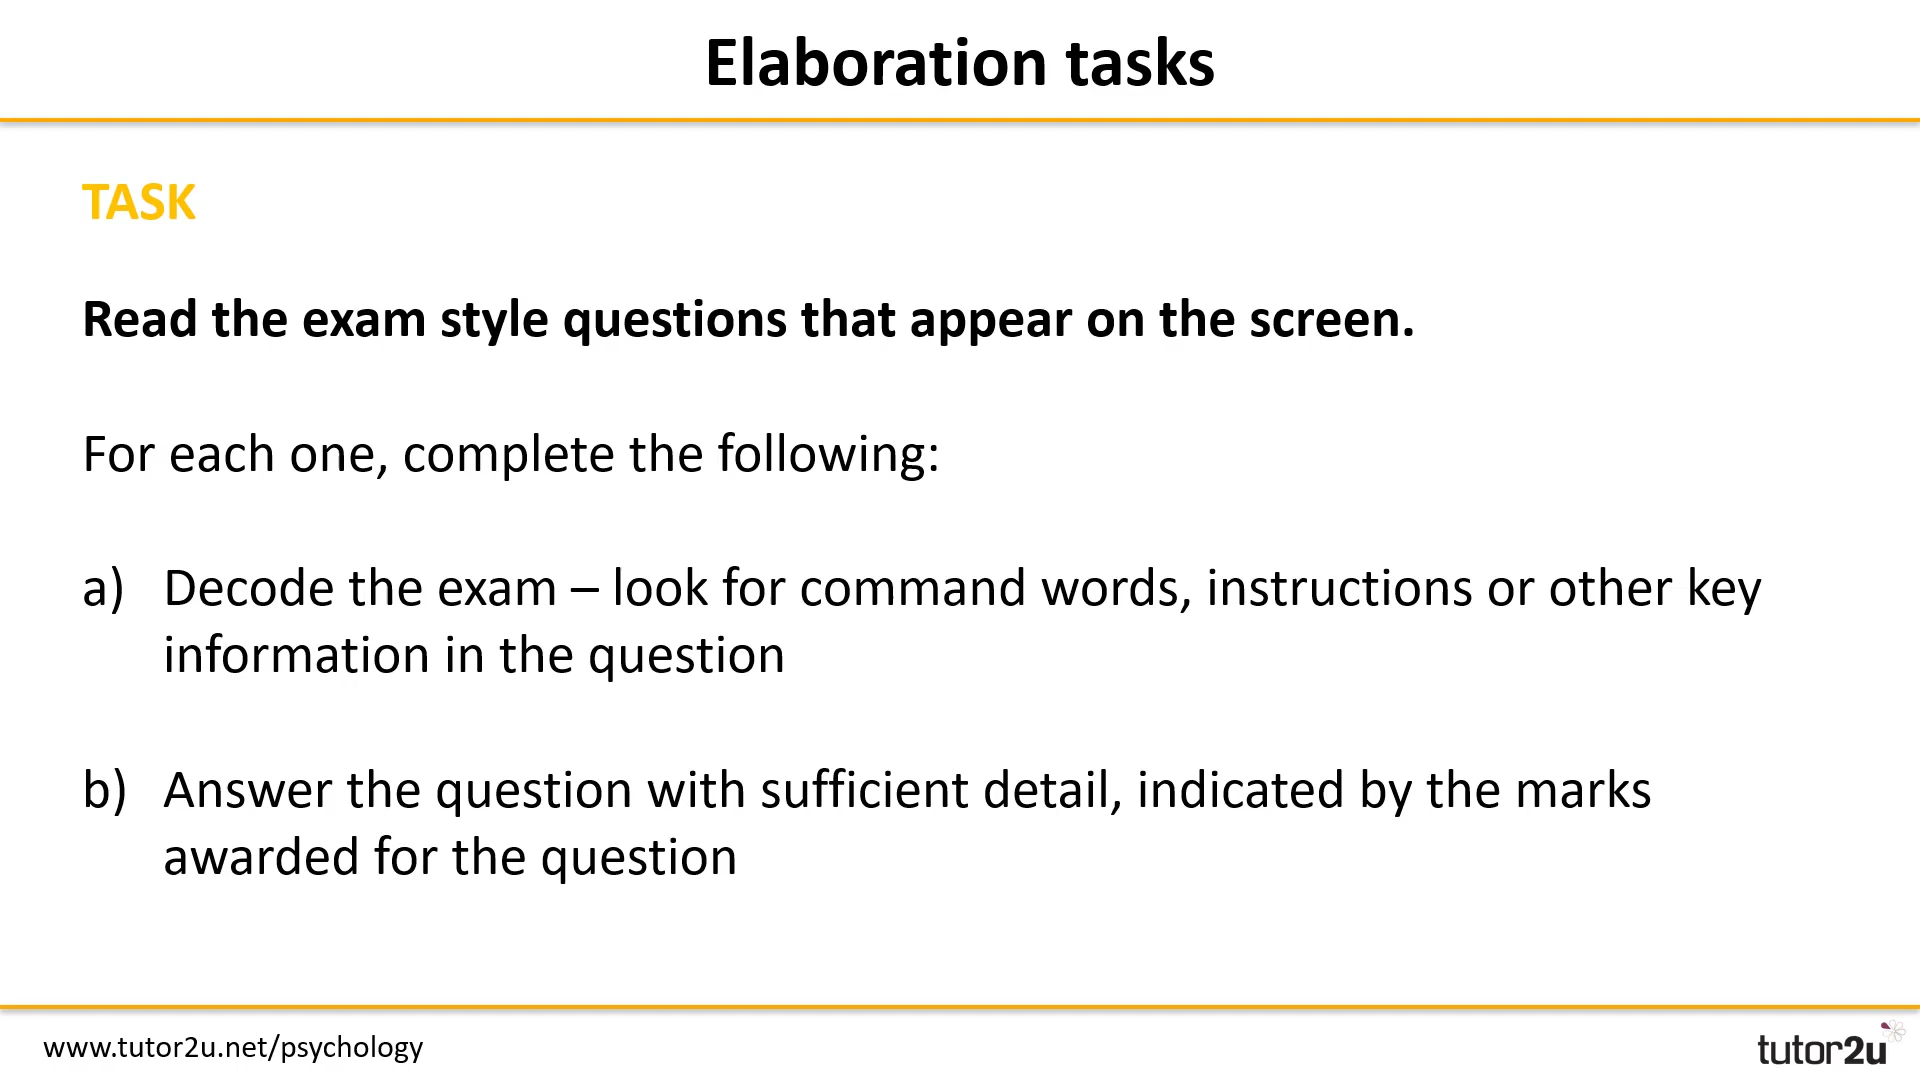 Elaboration tasks
TASK
Read the exam style questions that appear on the screen.
For each one, complete the following:
a) Decode the exam – look for command words, instructions or other key
information in the question
b) Answer the question with sufficient detail, indicated by the marks
awarded for the question
www.tutor2u.net/psychology
tutor2u